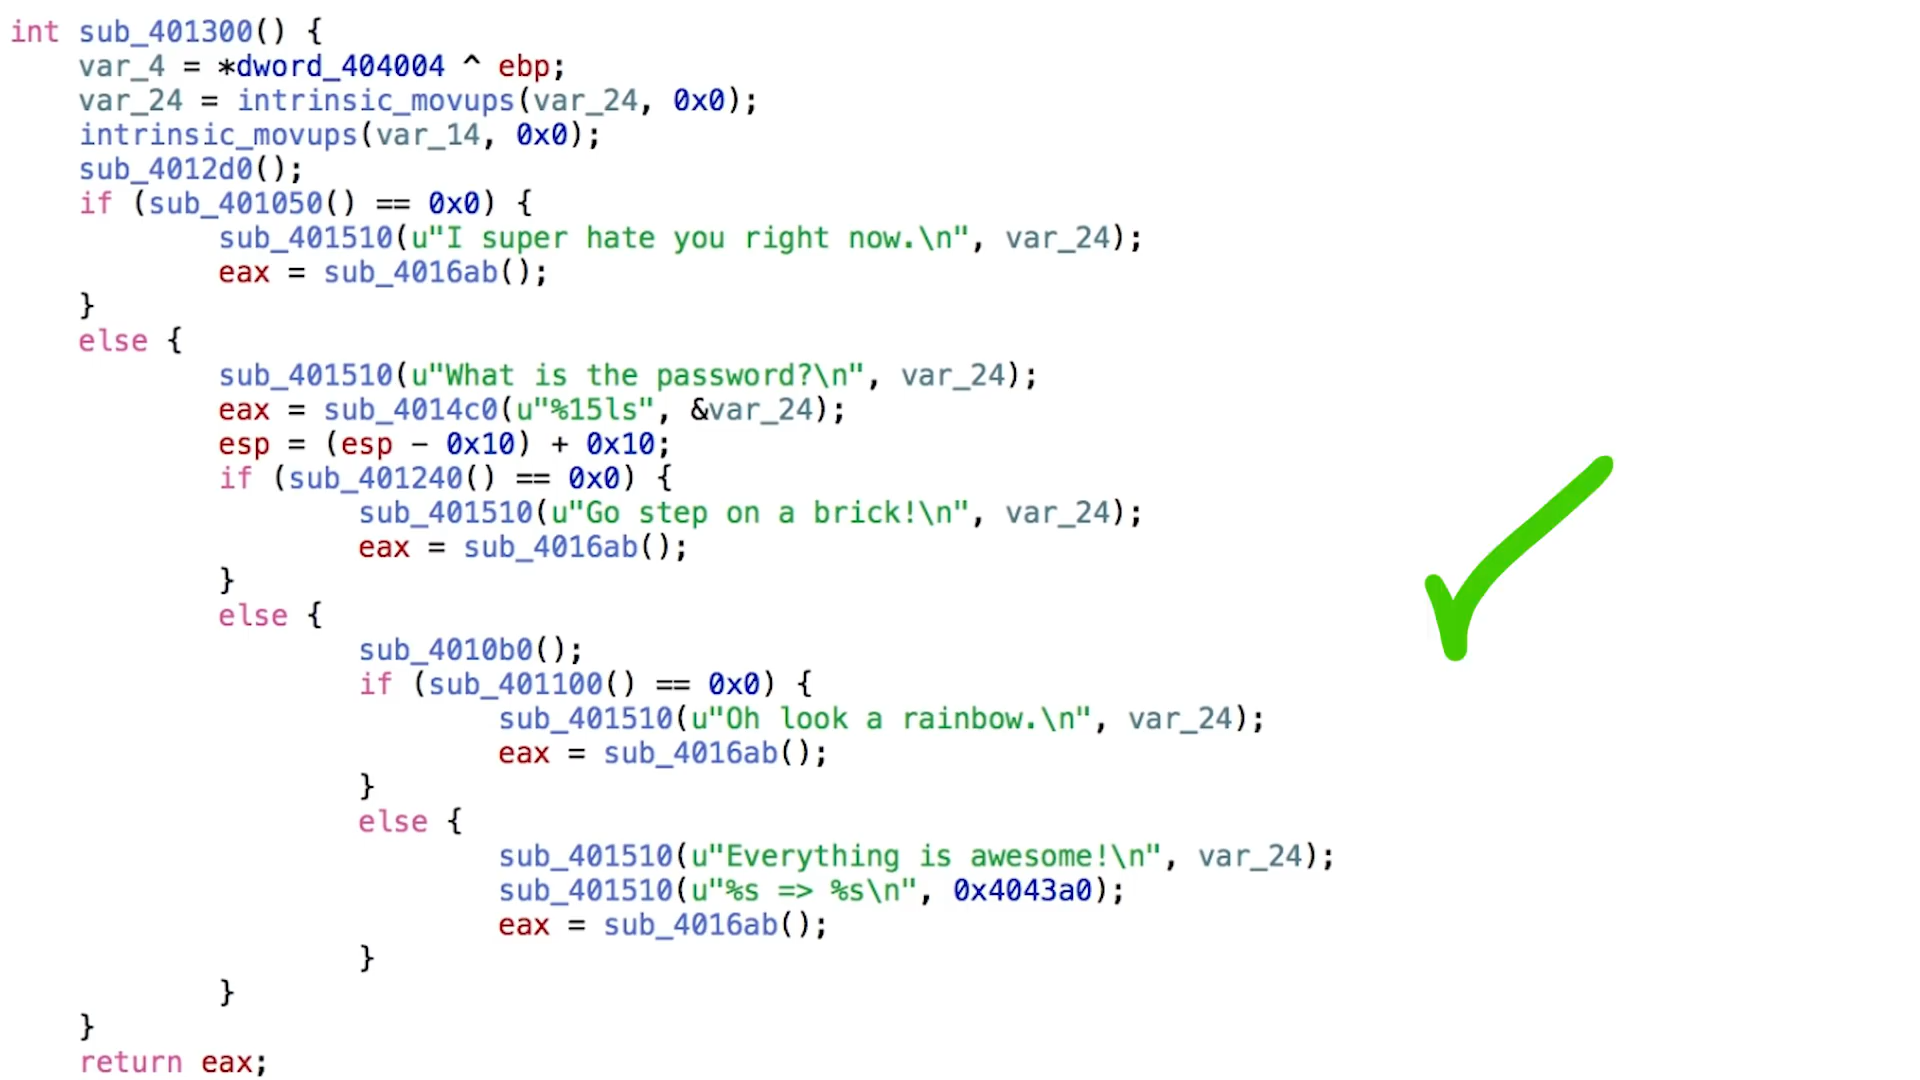 int sub_401300() {
var_4 = *dword_404004 ^ ebp;
var_24 = intrinsic_movups(var_24, 0x0);
intrinsic_movups(var_14, 0x0);
sub_4012d0();
if (sub_401050() == 0x0) {
sub_401510(u"I super hate you right now.\n", var_24);
eax = sub_4016ab();
}
else {
sub_401510(u"What is the password?\n", var_24);
eax = sub_4014c0(u"%15ls", &var_24);
esp = (esp - 0x10) + 0x10;
if (sub_401240() == 0x0) {
sub_401510(u"Go step on a brick!\n", var_24);
eax = sub_4016ab();
}
else {
sub_4010b0();
if (sub_401100() == 0x0) {
sub_401510(u"Oh look a rainbow.\n", var_24);
eax = sub_4016ab();
}
else {
sub_401510(u"Everything is awesome!\n", var_24);
sub_401510(u"%s => %s\n", 0x4043a0);
eax = sub_4016ab();
}
}
}
return eax;